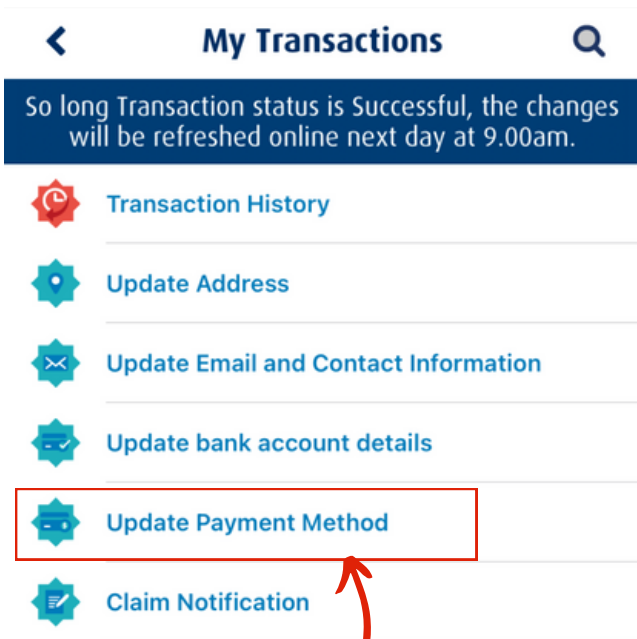 My Transactions
So long Transaction status is Successful, the changes
will be refreshed online next day at 9.00am.
Transaction History
Update Address
Update Email and Contact Information
Update bank account details
Update Payment Method
Claim Notification